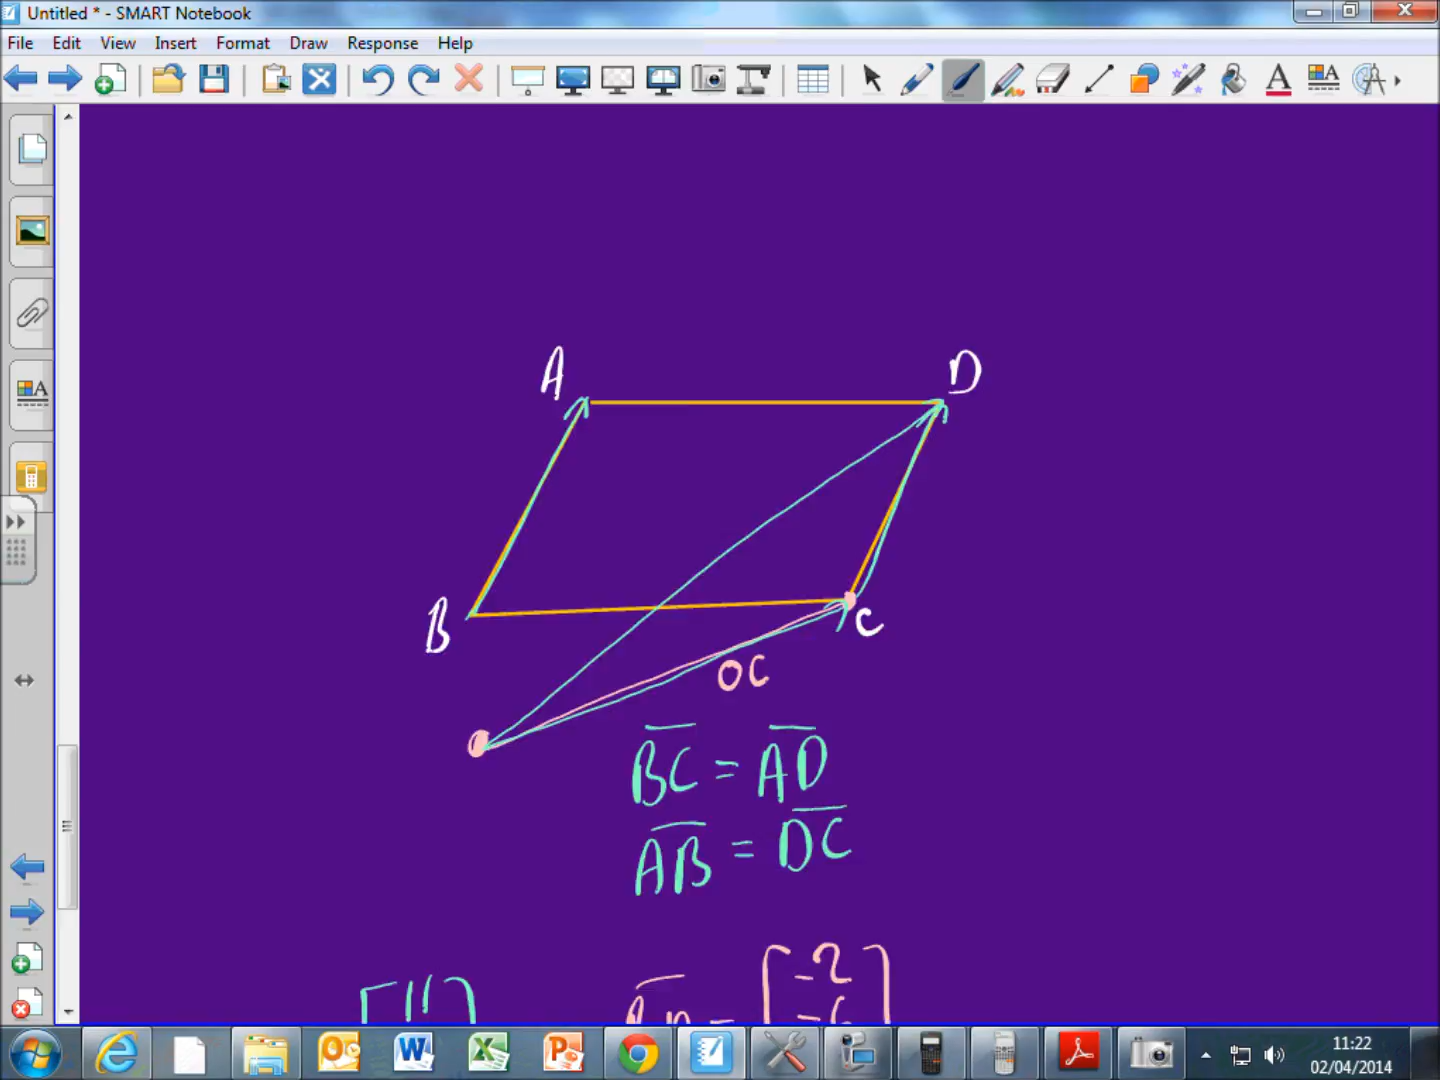 Untitled * - SMART Notebook
File Edit View Insert Format Draw Response Help
A
D
B
C
OC
BC = AD
AB = DC
-2
11:22
02/04/2014